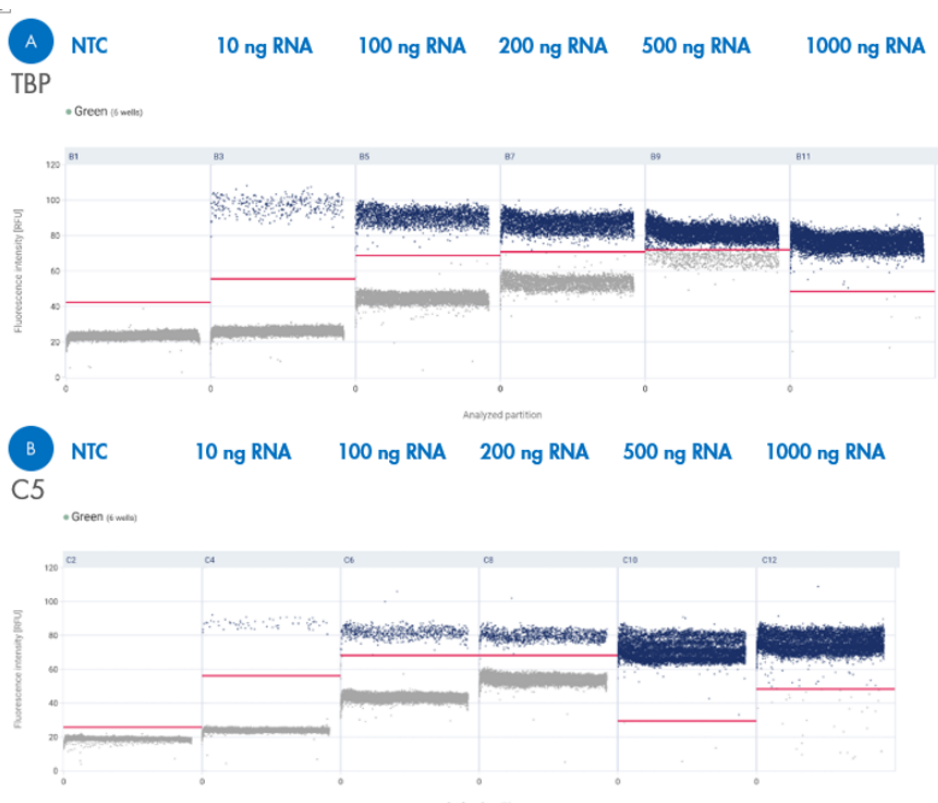 A NTC 10 ng RNA 100 ng RNA 200 ng RNA 500 ng RNA 1000 ng RNA
TBP
Green (6 wells)
B1 B3 B5 B7 B9 B11
120
100
80
60
40
20
0
Fluorescence intensity [RFU]
0 0 0 0 0 0
Analyzed partition
B NTC 10 ng RNA 100 ng RNA 200 ng RNA 500 ng RNA 1000 ng RNA
C5
Green (6 wells)
C2 C4 C6 C8 C10 C12
120
100
80
60
40
20
0
Fluorescence intensity [RFU]
0 0 0 0 0 0